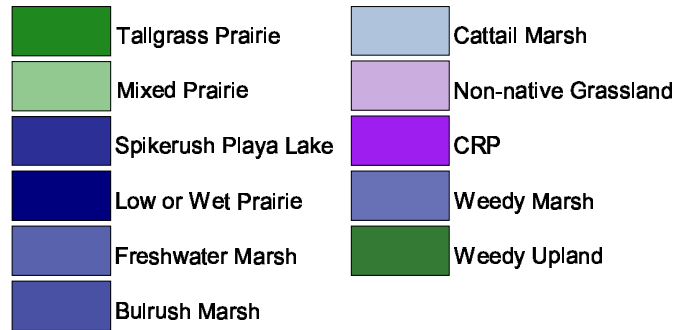 Tallgrass Prairie
Mixed Prairie
Spikerush Playa Lake
Low or Wet Prairie
Freshwater Marsh
Bulrush Marsh
Cattail Marsh
Non-native Grassland
CRP
Weedy Marsh
Weedy Upland